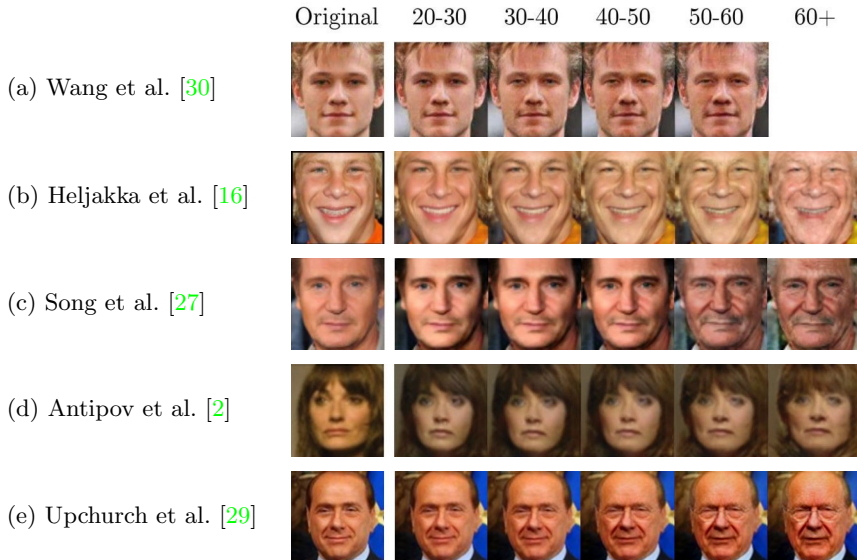 Original 20-30 30-40 40-50 50-60 60+
(a) Wang et al. [30]
(b) Heljakka et al. [16]
(c) Song et al. [27]
(d) Antipov et al. [2]
(e) Upchurch et al. [29]